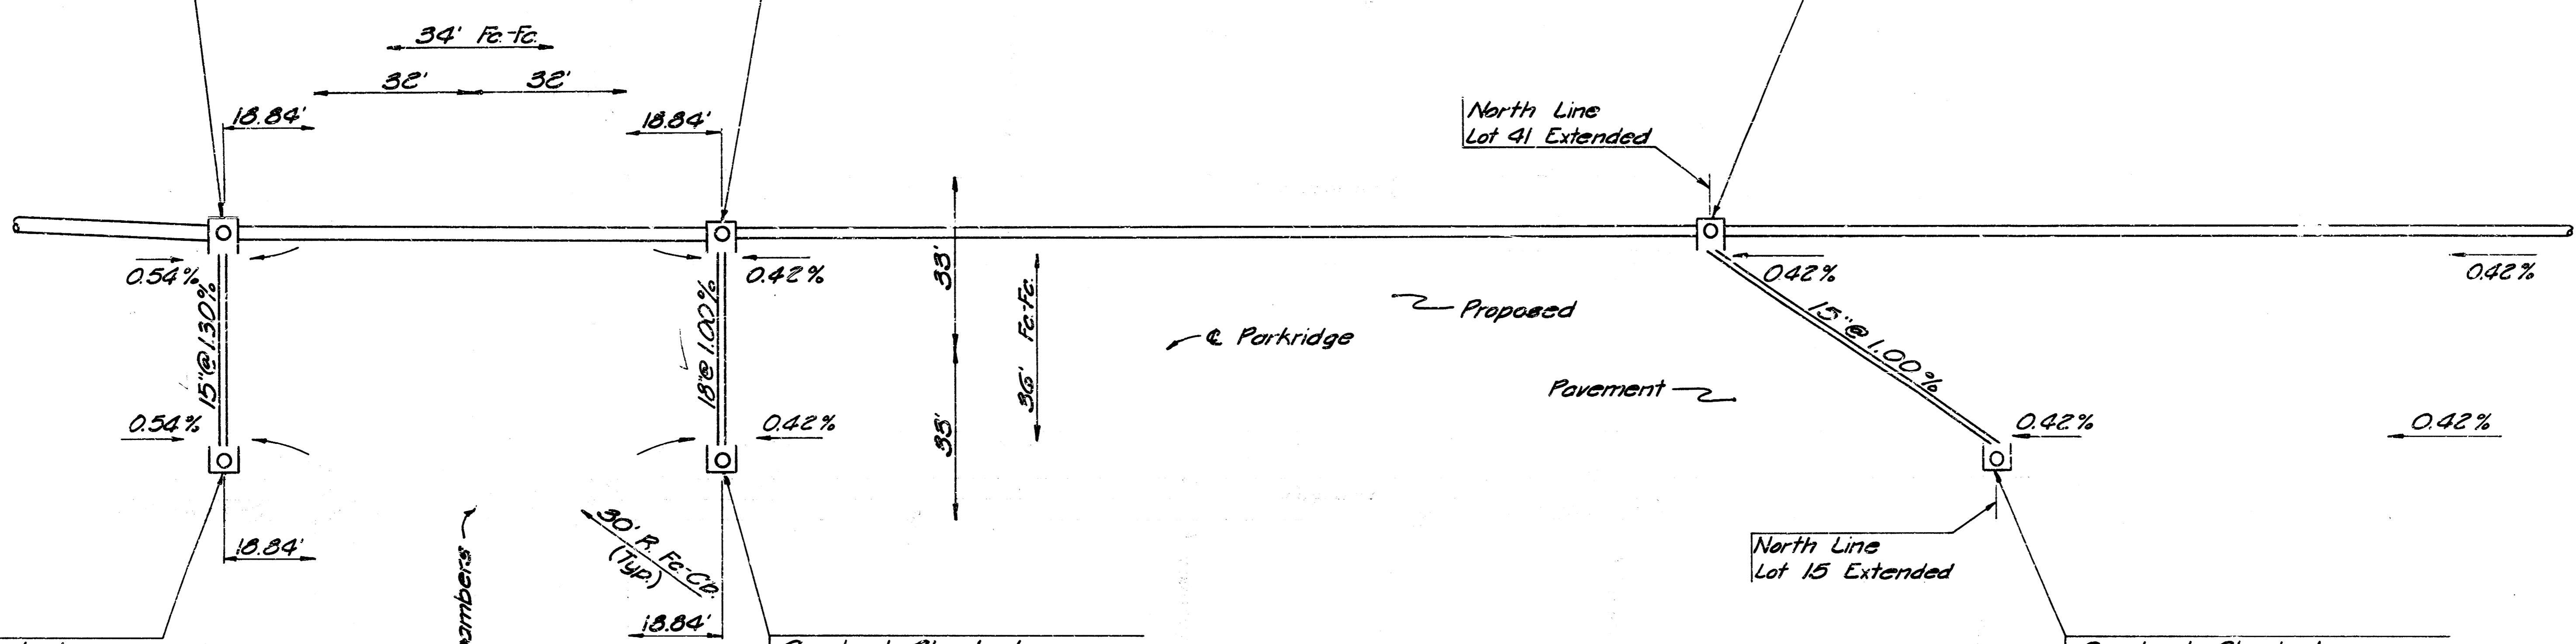 34' Fc.-Fc.
32' 32'
18.84' 18.84'
North Line
Lot 41 Extended
0.54% 0.42% 0.42% 0.42%
15"@1.30%
18"@1.00%
33'
33'
36' Fc.-Fc.
Proposed
℄ Parkridge
15"@1.00%
Pavement
0.54% 0.42% 0.42% 0.42%
30' R. Fc.-Cb.
(Typ.)
18.84'
North Line
Lot 15 Extended
18.84'